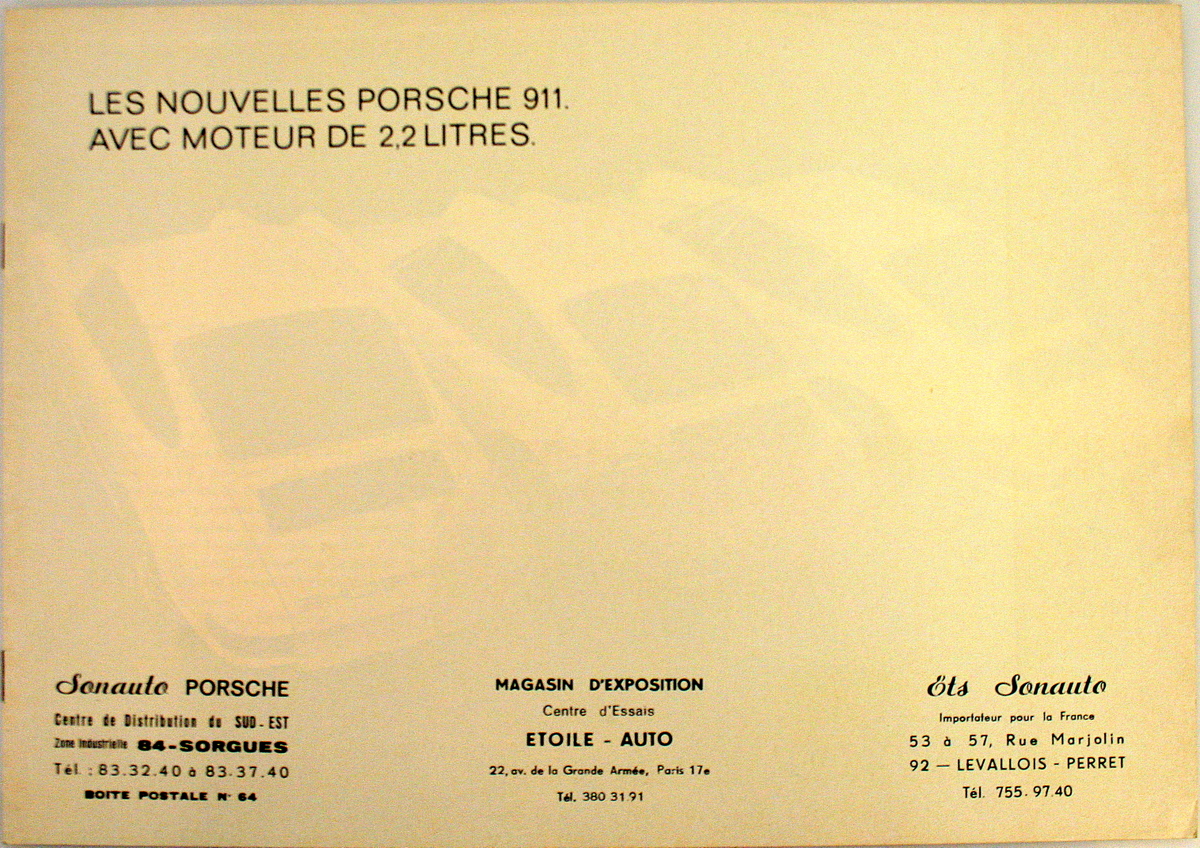 LES NOUVELLES PORSCHE 911.
AVEC MOTEUR DE 2,2 LITRES.
Sonauto PORSCHE
Centre de Distribution du SUD-EST
Zone Industrielle 84-SORGUES
Tél. : 83.32.40 à 83.37.40
BOITE POSTALE N° 64
MAGASIN D'EXPOSITION
Centre d'Essais
ETOILE - AUTO
22, av. de la Grande Armée, Paris 17e
Tél. 380 31.91
Éts Sonauto
Importateur pour la France
53 à 57, Rue Marjolin
92 — LEVALLOIS - PERRET
Tél. 755.97.40